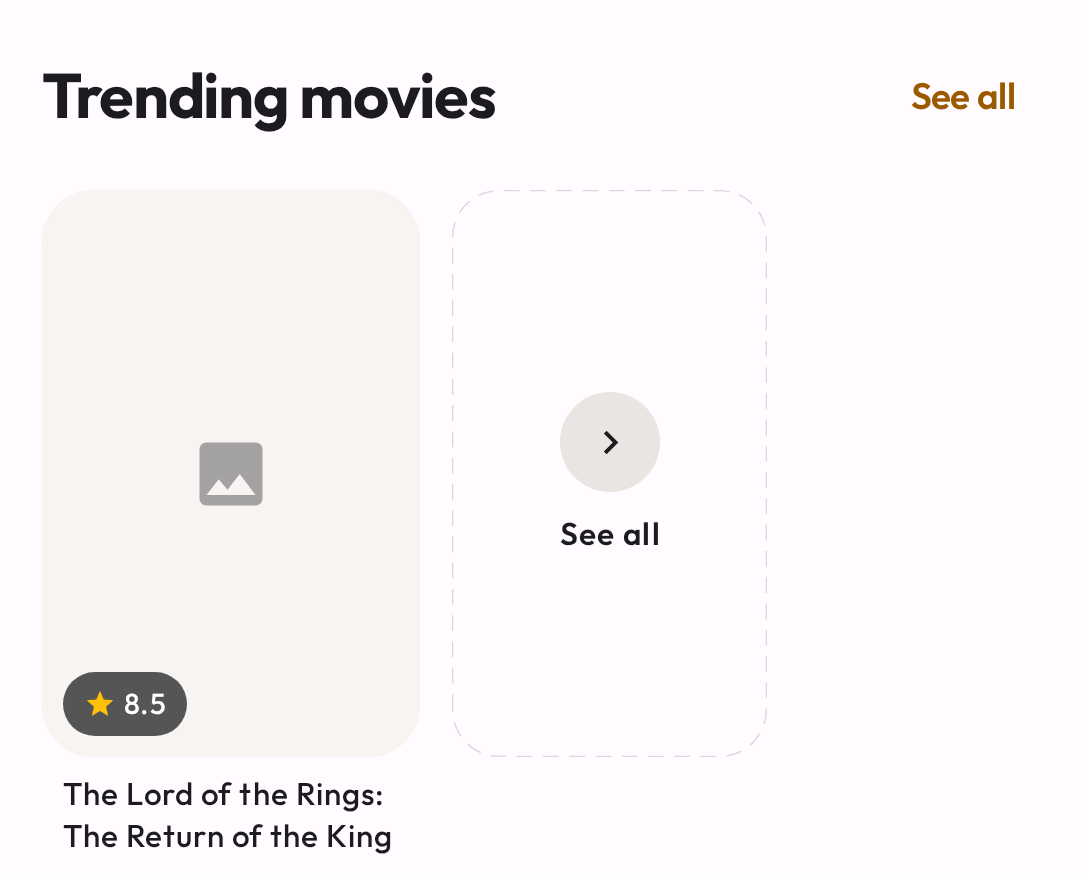 Trending movies
See all
See all
8.5
The Lord of the Rings:
The Return of the King